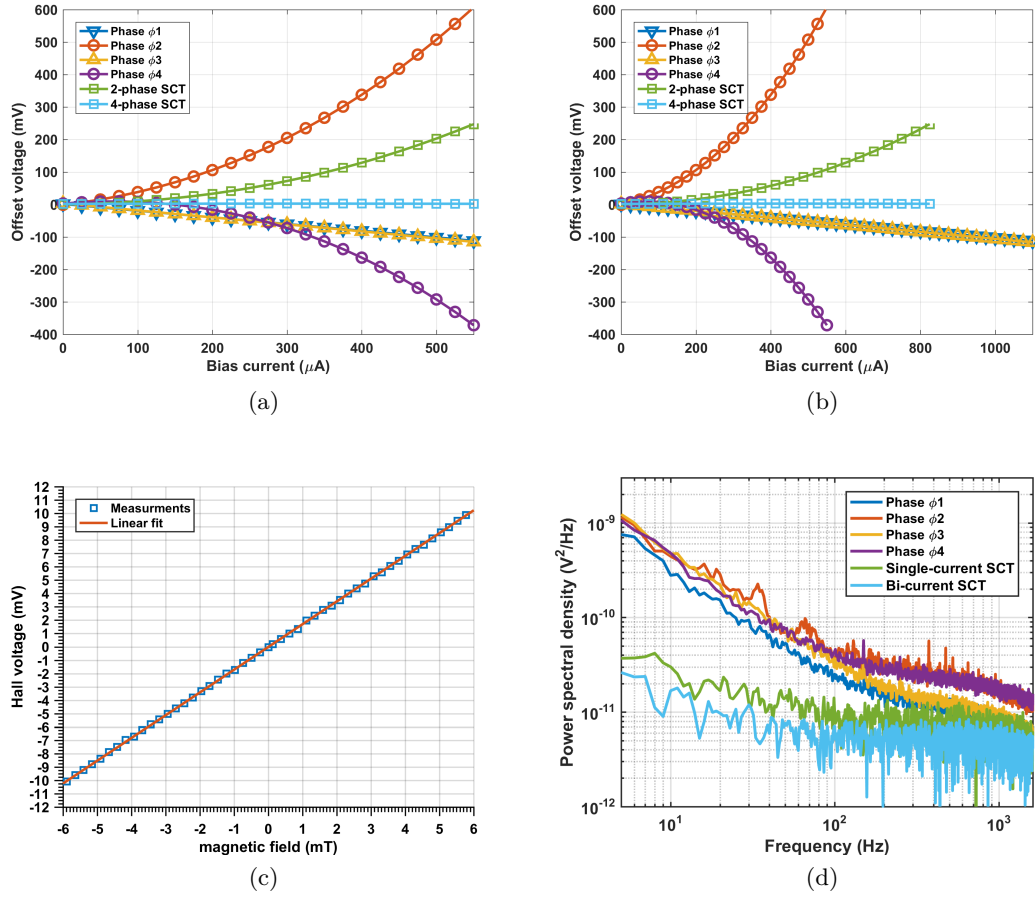 600
500
400
300
200
100
0
-100
-200
-300
-400
Offset voltage (mV)
Phase ϕ1
Phase ϕ2
Phase ϕ3
Phase ϕ4
2-phase SCT
4-phase SCT
0 100 200 300 400 500
Bias current (μA)
(a)
600
500
400
300
200
100
0
-100
-200
-300
-400
Offset voltage (mV)
Phase ϕ1
Phase ϕ2
Phase ϕ3
Phase ϕ4
2-phase SCT
4-phase SCT
0 200 400 600 800 1000
Bias current (μA)
(b)
12
11
10
9
8
7
6
5
4
3
2
1
0
-1
-2
-3
-4
-5
-6
-7
-8
-9
-10
-11
-12
Hall voltage (mV)
Measurments
Linear fit
-6 -5 -4 -3 -2 -1 0 1 2 3 4 5 6
magnetic field (mT)
(c)
10⁻⁹
10⁻¹⁰
10⁻¹¹
10⁻¹²
Power spectral density (V²/Hz)
Phase ϕ1
Phase ϕ2
Phase ϕ3
Phase ϕ4
Single-current SCT
Bi-current SCT
10¹ 10² 10³
Frequency (Hz)
(d)